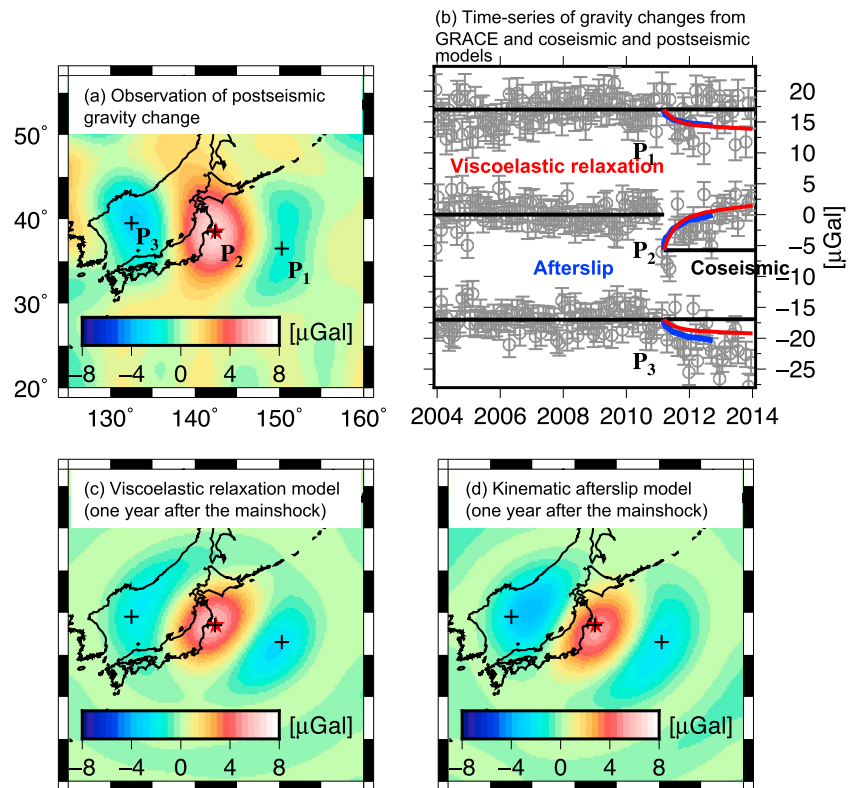 (a) Observation of postseismic
gravity change
50°
40°
30°
20°
130° 140° 150° 160°
P3
P2
P1
[μGal]
−8 −4 0 4 8
(b) Time-series of gravity changes from
GRACE and coseismic and postseismic
models
P1
Viscoelastic relaxation
P2
Coseismic
Afterslip
P3
20
15
10
5
0
−5
−10
−15
−20
−25
[μGal]
2004 2006 2008 2010 2012 2014
(c) Viscoelastic relaxation model
(one year after the mainshock)
[μGal]
−8 −4 0 4 8
(d) Kinematic afterslip model
(one year after the mainshock)
[μGal]
−8 −4 0 4 8